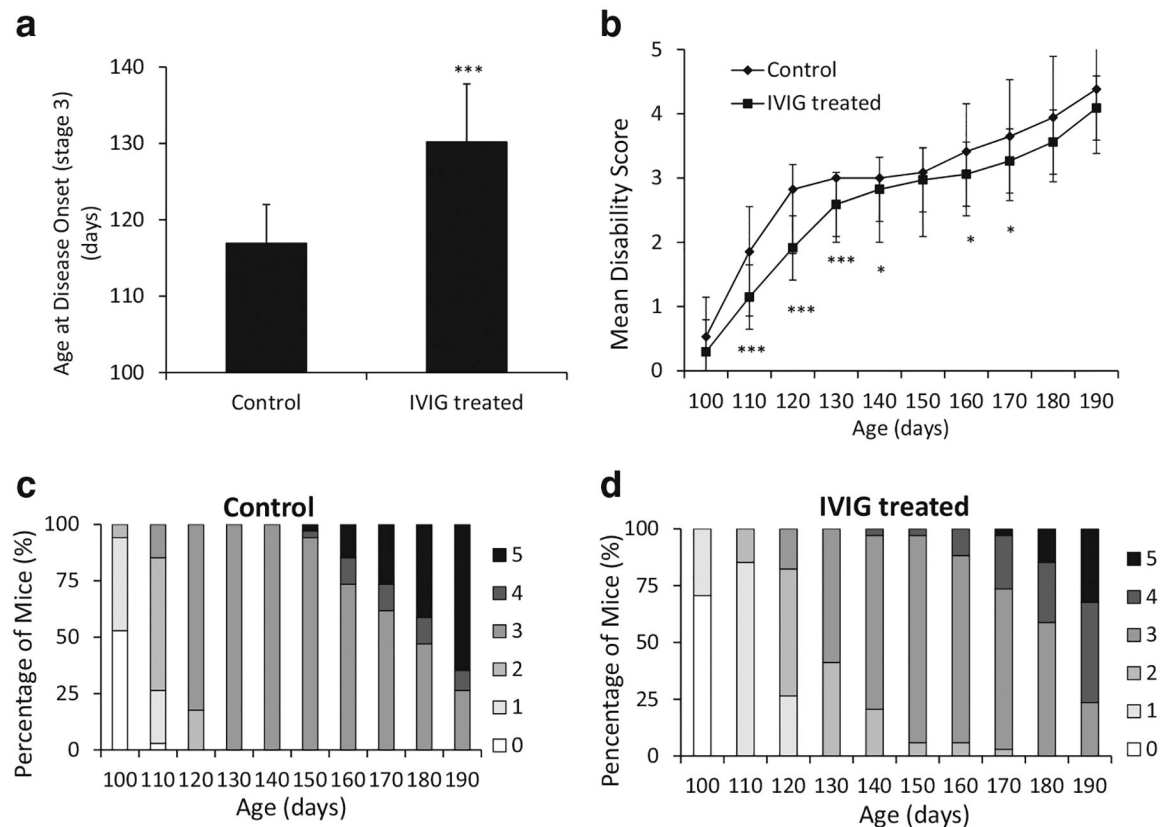 a
Age at Disease Onset (stage 3)
(days)
140
130
120
110
100
***
Control
IVIG treated
b
Mean Disability Score
5
4
3
2
1
0
Control
IVIG treated
***
***
***
*
*
*
100 110 120 130 140 150 160 170 180 190
Age (days)
c
Control
Percentage of Mice (%)
100
75
50
25
0
100 110 120 130 140 150 160 170 180 190
Age (days)
5
4
3
2
1
0
d
IVIG treated
Pencentage of Mice (%)
100
75
50
25
0
100 110 120 130 140 150 160 170 180 190
Age (days)
5
4
3
2
1
0